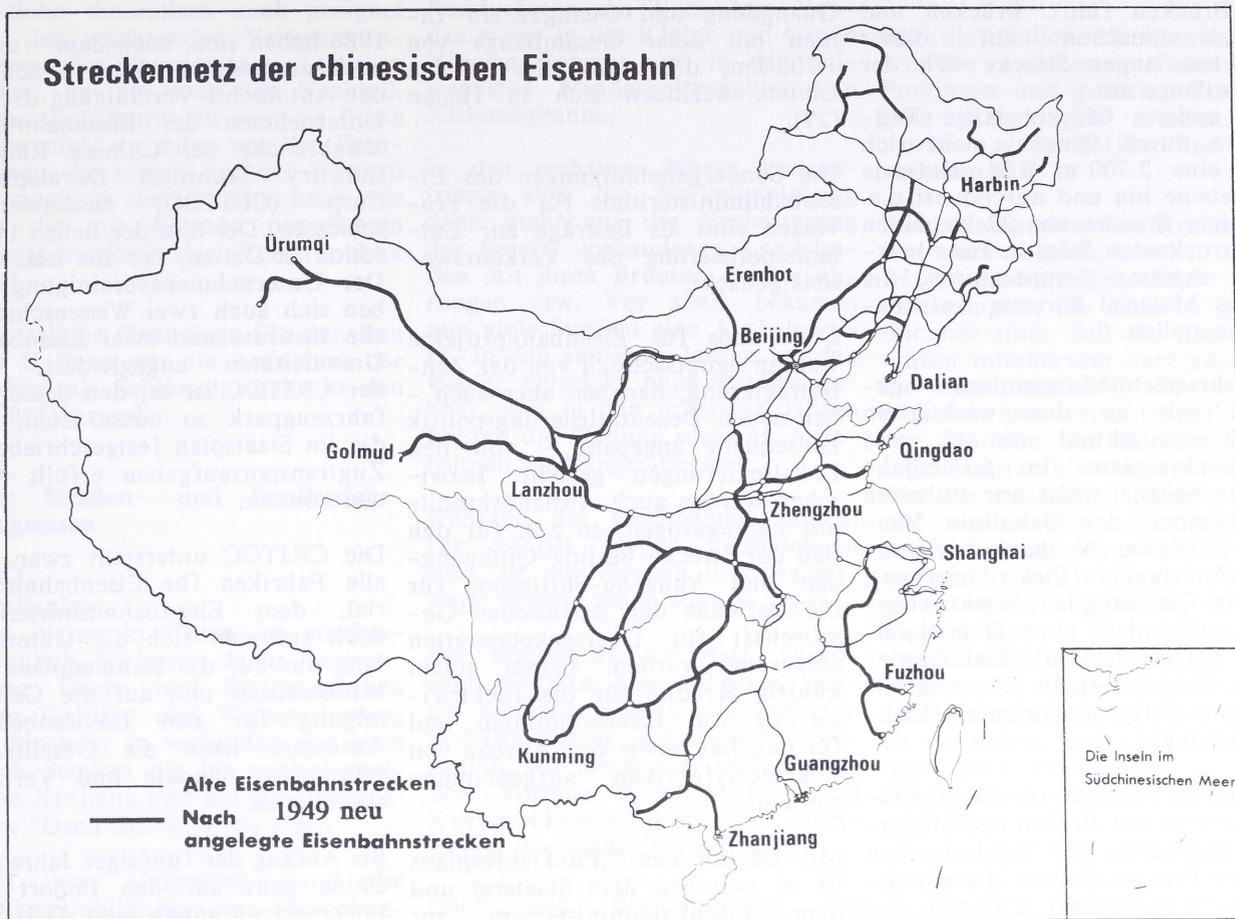 Streckennetz der chinesischen Eisenbahn
Harbin
Ürumqi
Erenhot
Beijing
Dalian
Golmud
Qingdao
Lanzhou
Zhengzhou
Shanghai
Fuzhou
Kunming
Guangzhou
Zhanjiang
Die Inseln im
Südchinesischen Meer
Alte Eisenbahnstrecken
Nach 1949 neu
angelegte Eisenbahnstrecken